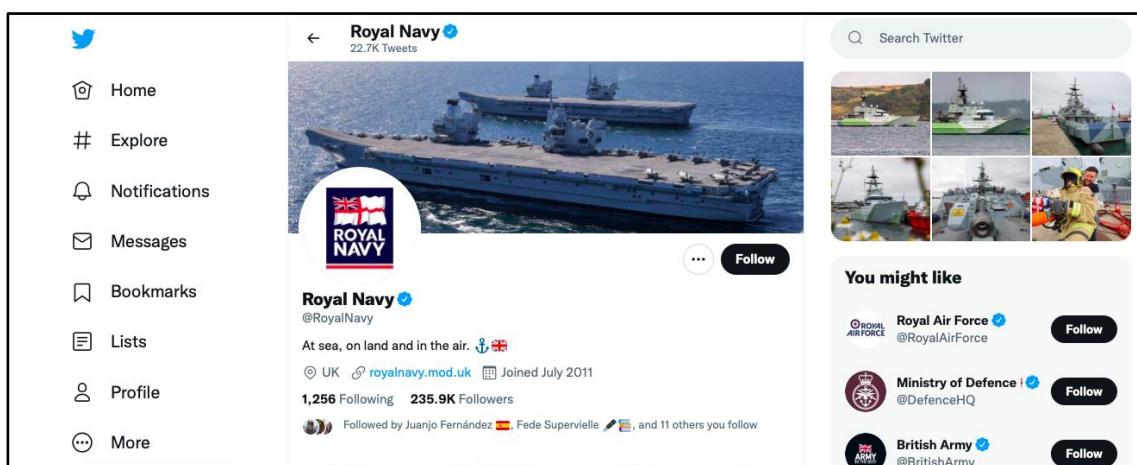 Home
Explore
Notifications
Messages
Bookmarks
Lists
Profile
More
Royal Navy
22.7K Tweets
ROYAL
NAVY
Follow
Royal Navy
@RoyalNavy
At sea, on land and in the air. ⚓🇬🇧
UK royalnavy.mod.uk Joined July 2011
1,256 Following 235.9K Followers
Followed by Juanjo Fernández 🇪🇸, Fede Supervielle 🖋️📚, and 11 others you follow
Search Twitter
You might like
ROYAL
AIR FORCE
Royal Air Force
@RoyalAirForce
Follow
Ministry of Defence
@DefenceHQ
Follow
ARMY
BE THE BEST
British Army
@BritishArmy
Follow